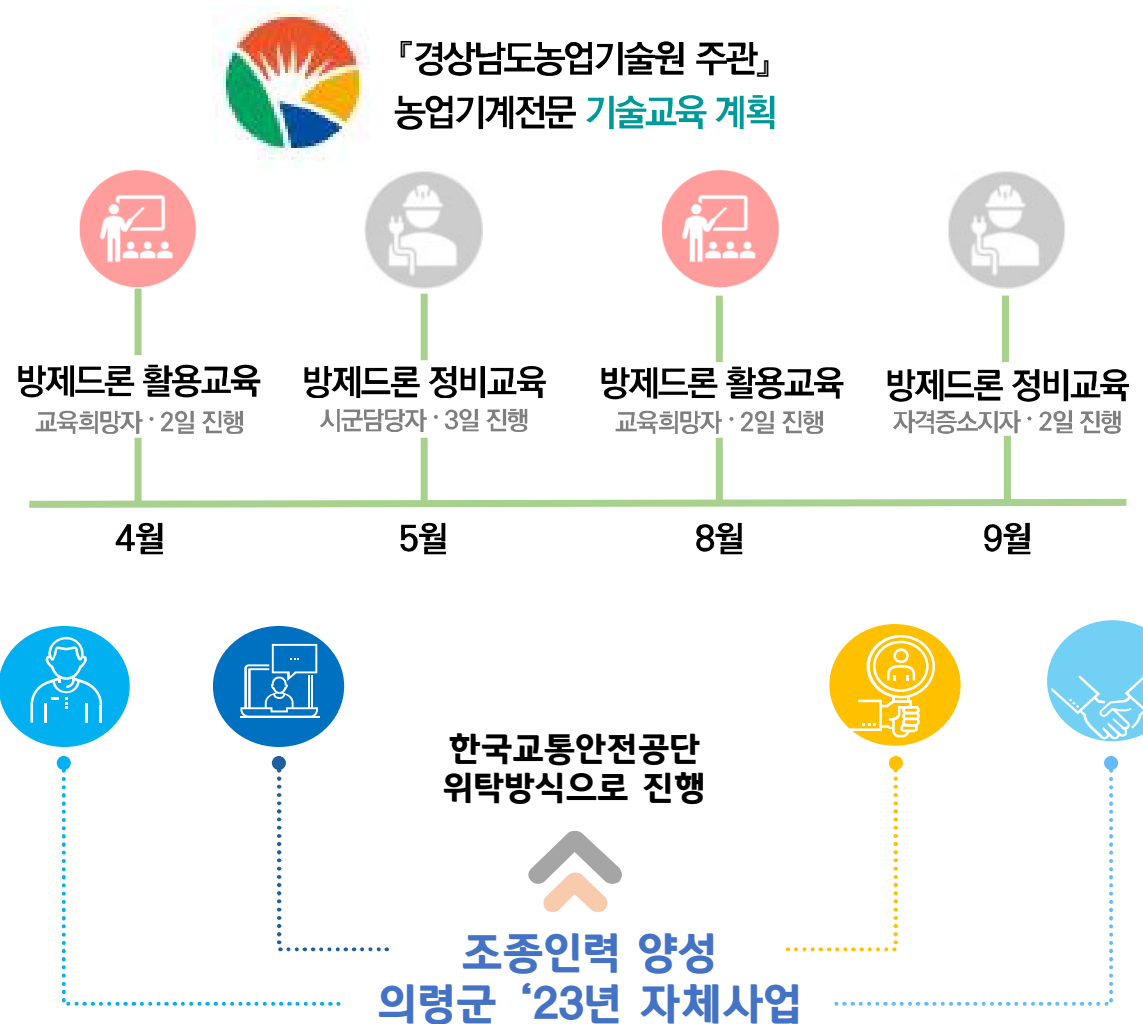 『경상남도농업기술원 주관』
농업기계전문 기술교육 계획
방제드론 활용교육
교육희망자 · 2일 진행
방제드론 정비교육
시군담당자 · 3일 진행
방제드론 활용교육
교육희망자 · 2일 진행
방제드론 정비교육
자격증소지자 · 2일 진행
4월
5월
8월
9월
한국교통안전공단
위탁방식으로 진행
조종인력 양성
의령군 ‘23년 자체사업